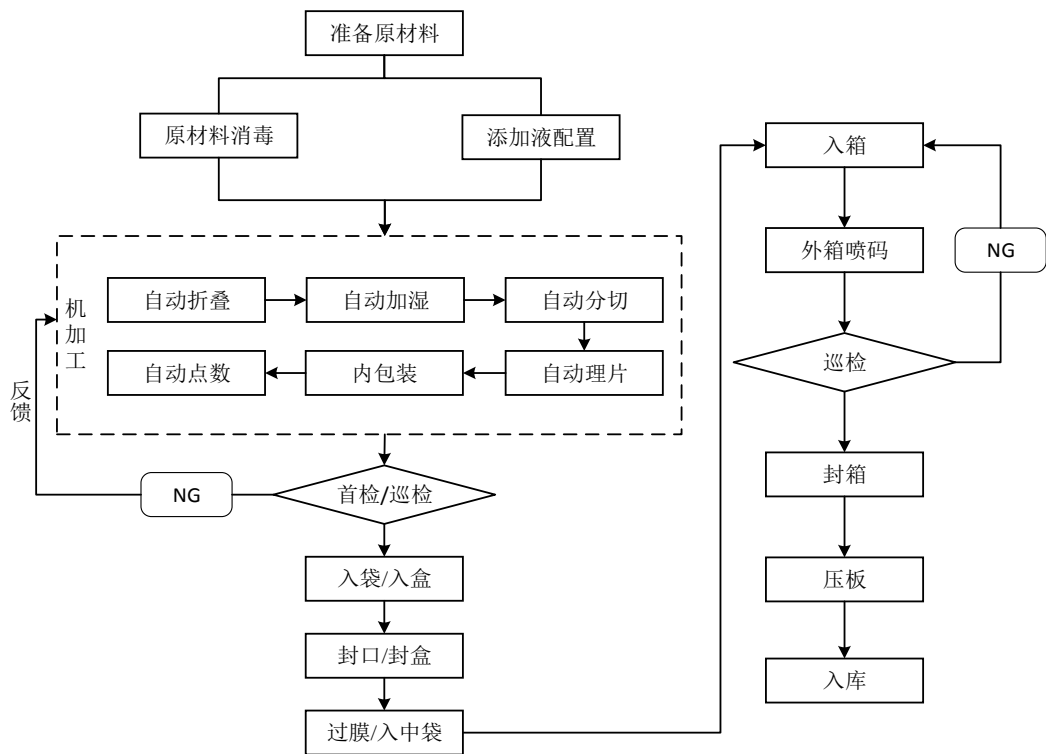 准备原材料
原材料消毒
添加液配置
机加工
自动折叠
自动加湿
自动分切
自动点数
内包装
自动理片
反馈
NG
首检/巡检
入袋/入盒
封口/封盒
过膜/入中袋
入箱
外箱喷码
NG
巡检
封箱
压板
入库